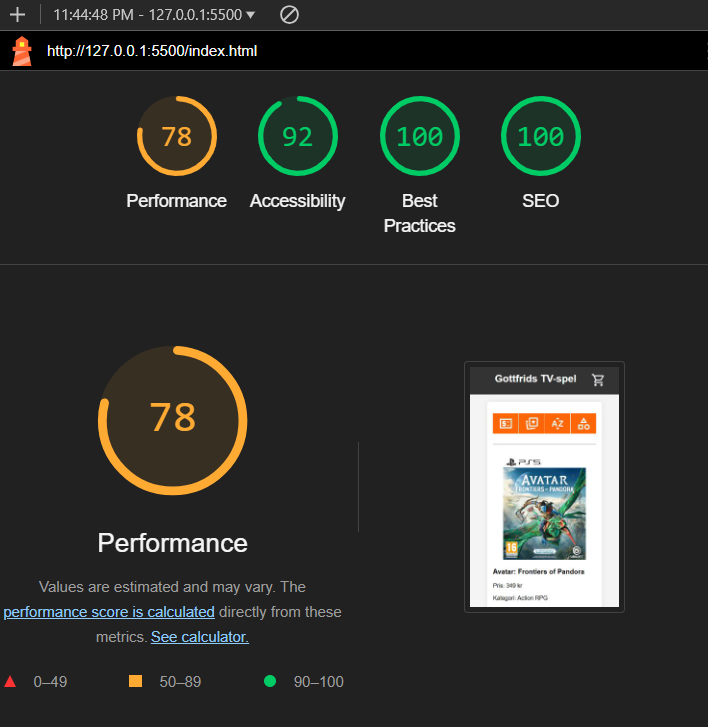 11:44:48 PM - 127.0.0.1:5500
http://127.0.0.1:5500/index.html
78
92
100
100
Performance
Accessibility
Best
Practices
SEO
78
Performance
Values are estimated and may vary. The
performance score is calculated directly from these
metrics. See calculator.
0–49
50–89
90–100
Gottfrids TV-spel
A Z
PS5
AVATAR
FRONTIERS OF PANDORA
16
Avatar: Frontiers of Pandora
Pris: 349 kr
Kategori: Action RPG